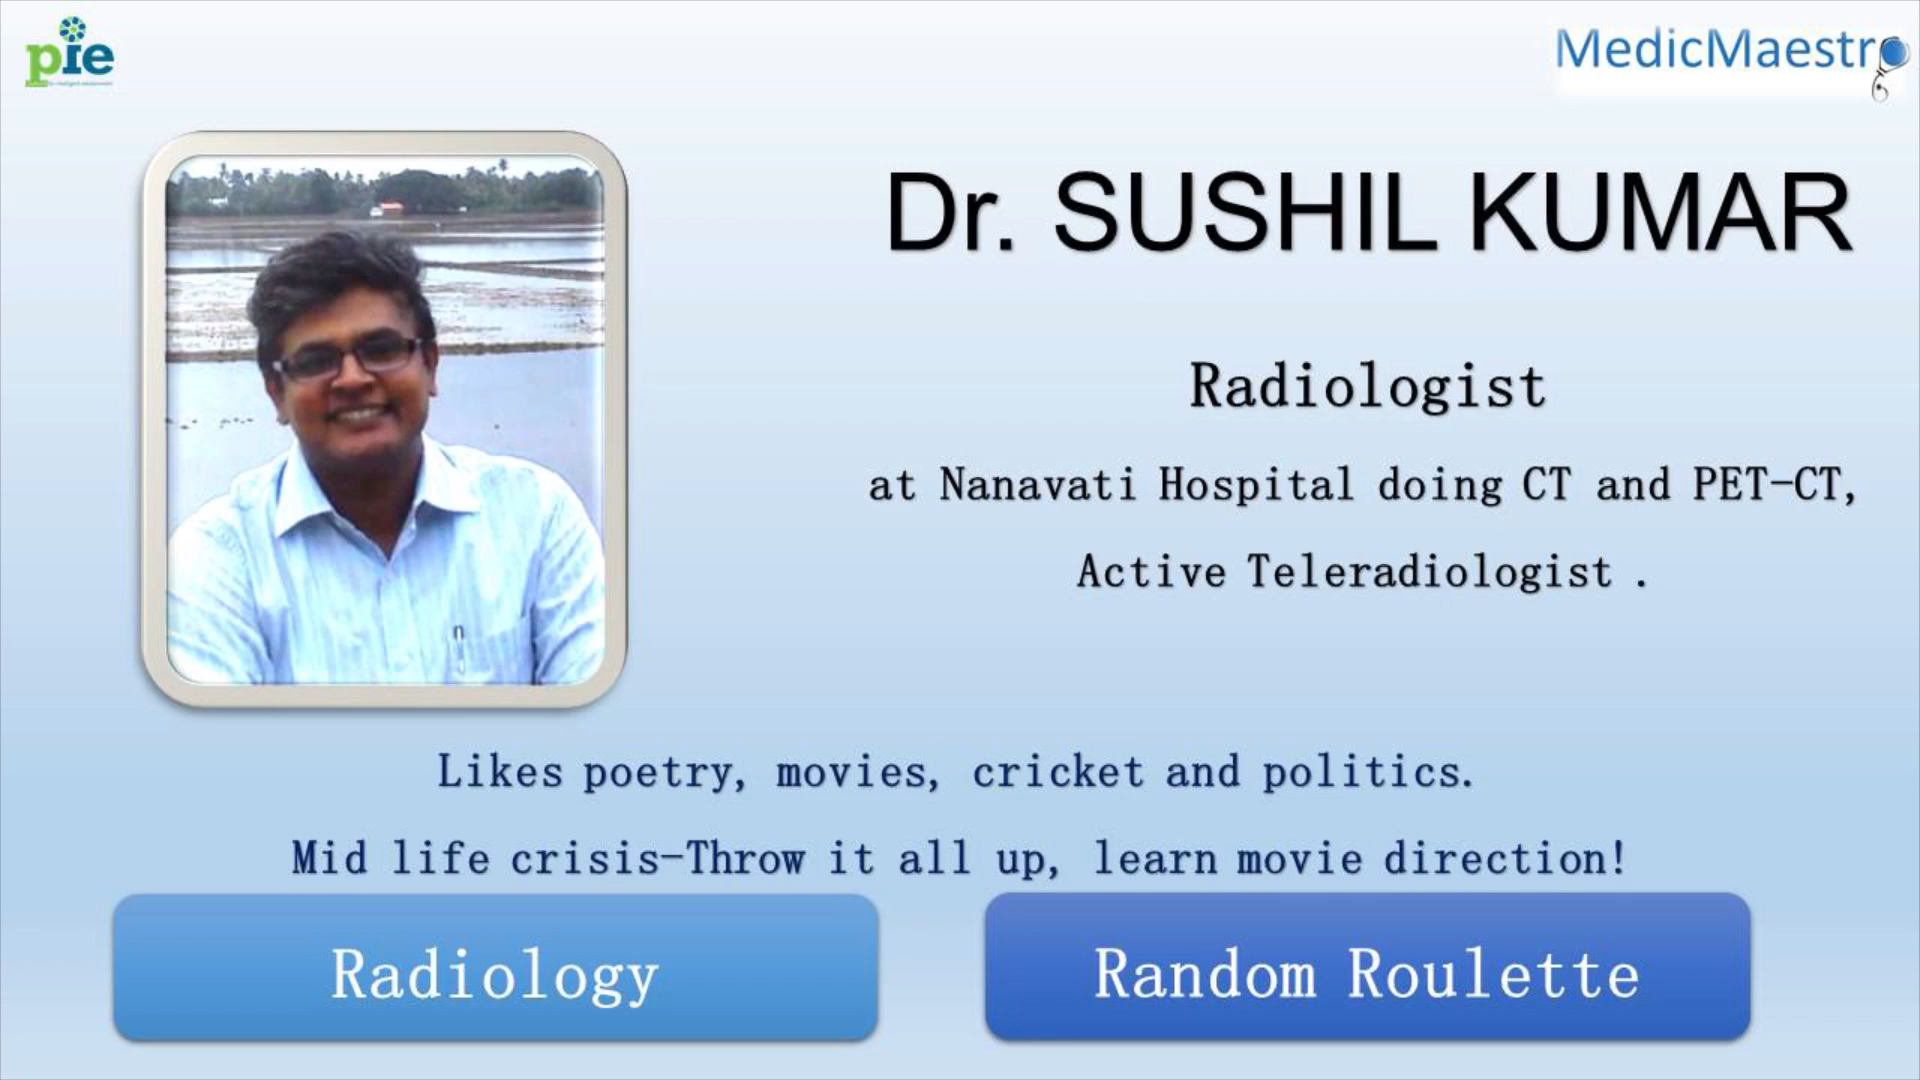 pie
MedicMaestro
Dr. SUSHIL KUMAR
Radiologist
at Nanavati Hospital doing CT and PET-CT,
Active Teleradiologist .
Likes poetry, movies, cricket and politics.
Mid life crisis-Throw it all up, learn movie direction!
Radiology
Random Roulette